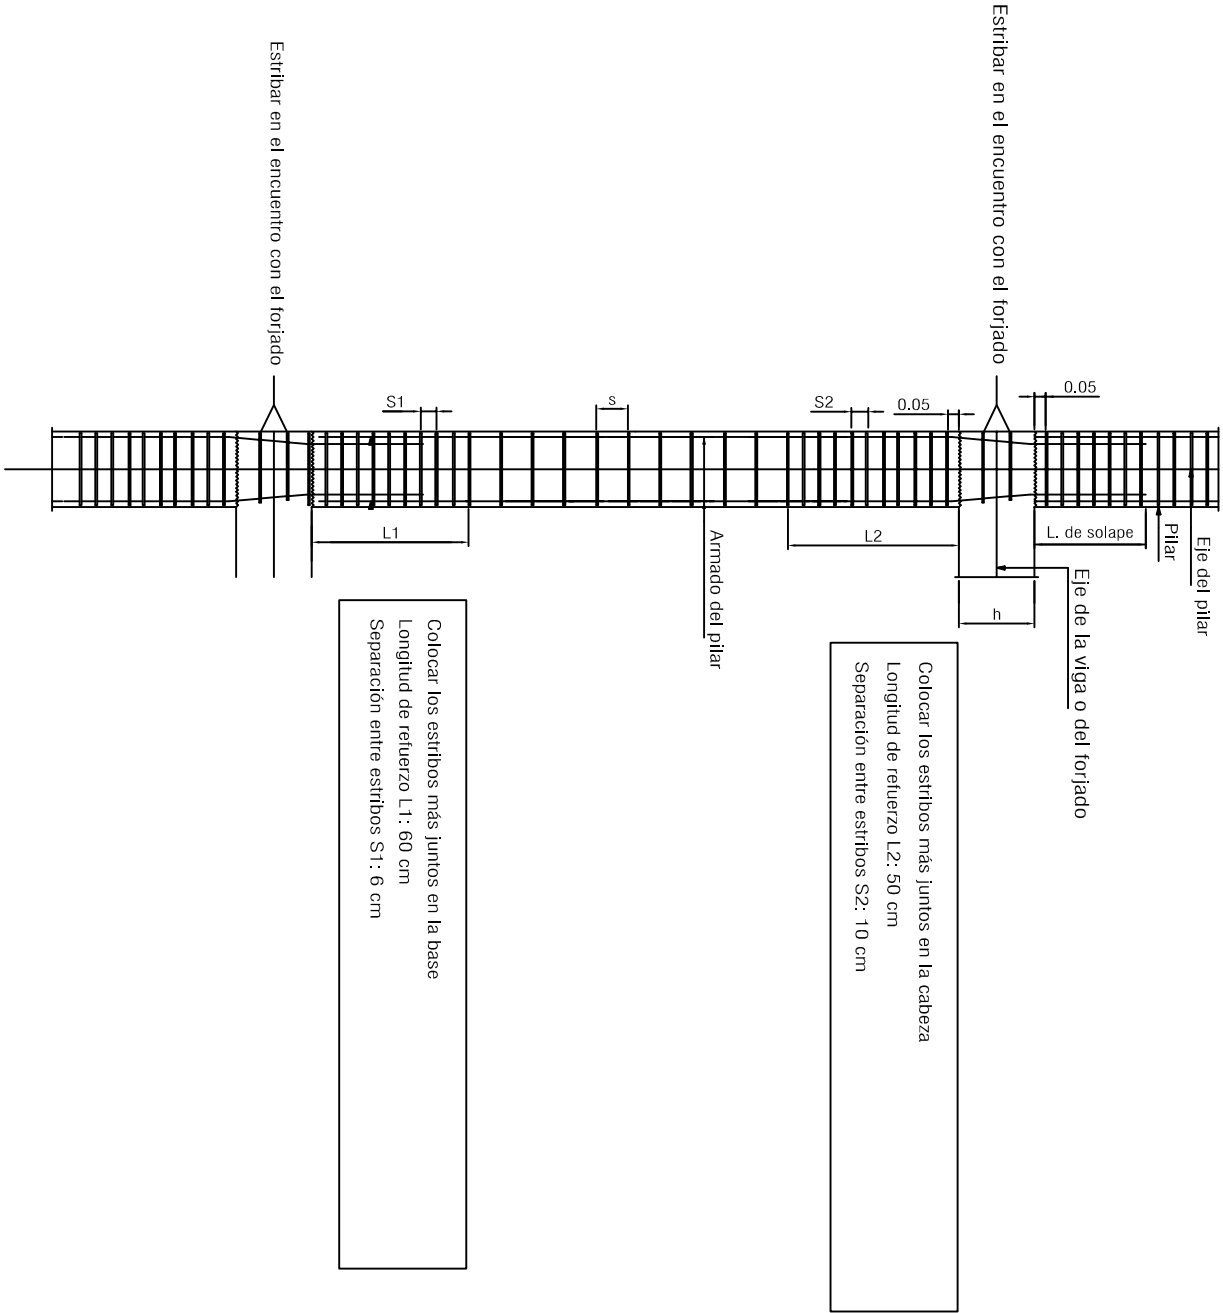 Estribar en el encuentro con el forjado
0.05
L. de solape
Pilar
Eje del pilar
Eje de la viga o del forjado
h
0.05
S2
L2
Colocar los estribos más juntos en la cabeza
Longitud de refuerzo L2: 50 cm
Separación entre estribos S2: 10 cm
s
Armado del pilar
S1
L1
Colocar los estribos más juntos en la base
Longitud de refuerzo L1: 60 cm
Separación entre estribos S1: 6 cm
Estribar en el encuentro con el forjado